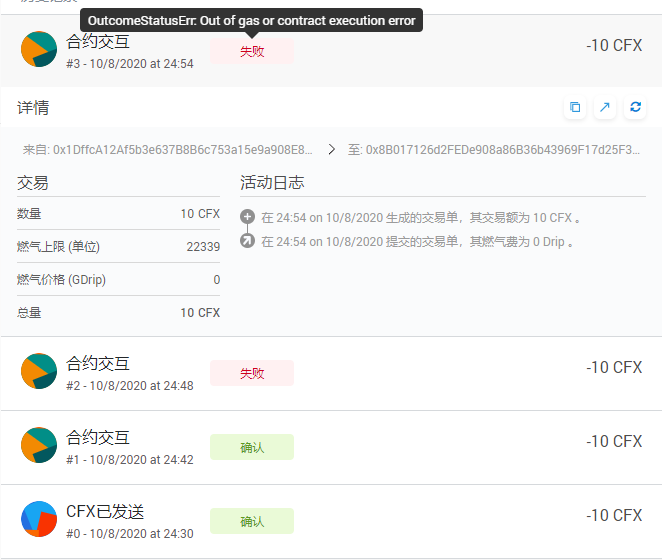 OutcomeStatusErr: Out of gas or contract execution error
合约交互
失败
-10 CFX
#3 - 10/8/2020 at 24:54
详情
来自: 0x1DffcA12Af5b3e637B8B6c753a15e9a908E8...
至: 0x8B017126d2FEDe908a86B36b43969F17d25F3...
交易
活动日志
数量
10 CFX
在 24:54 on 10/8/2020 生成的交易单，其交易额为 10 CFX 。
燃气上限 (单位)
22339
在 24:54 on 10/8/2020 提交的交易单，其燃气费为 0 Drip 。
燃气价格 (GDrip)
0
总量
10 CFX
合约交互
失败
-10 CFX
#2 - 10/8/2020 at 24:48
合约交互
确认
-10 CFX
#1 - 10/8/2020 at 24:42
CFX已发送
确认
-10 CFX
#0 - 10/8/2020 at 24:30